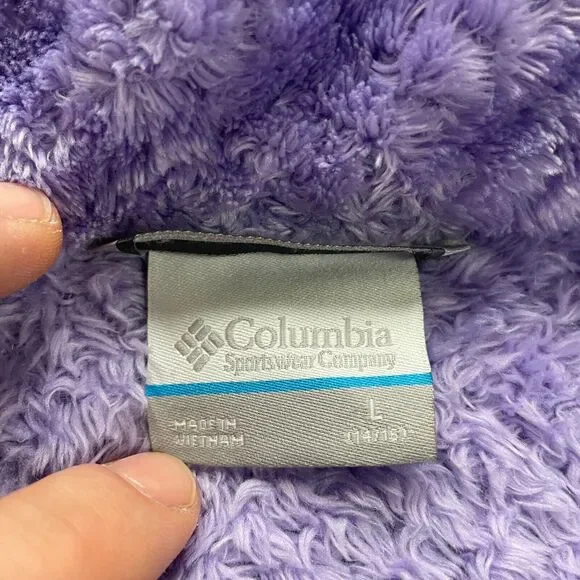 Columbia
Sportswear Company
L
MADE IN
VIETNAM
(14/16)